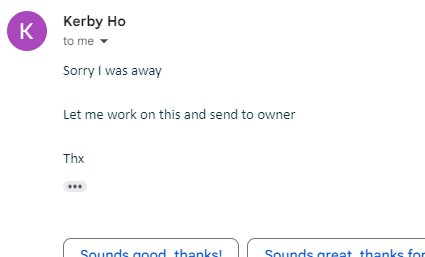 K
Kerby Ho
to me
Sorry I was away
Let me work on this and send to owner
Thx
Sounds good, thanks!
Sounds great, thanks for